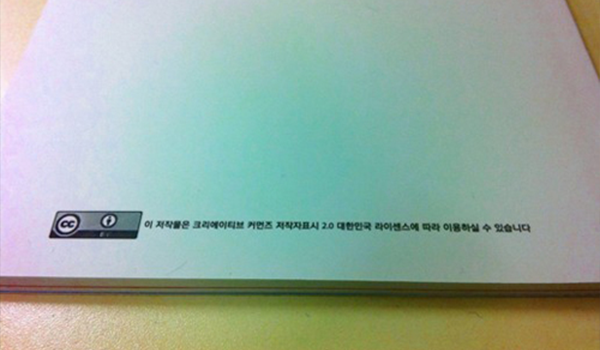 cc 이 저작물은 크리에이티브 커먼즈 저작자표시 2.0 대한민국 라이센스에 따라 이용하실 수 있습니다